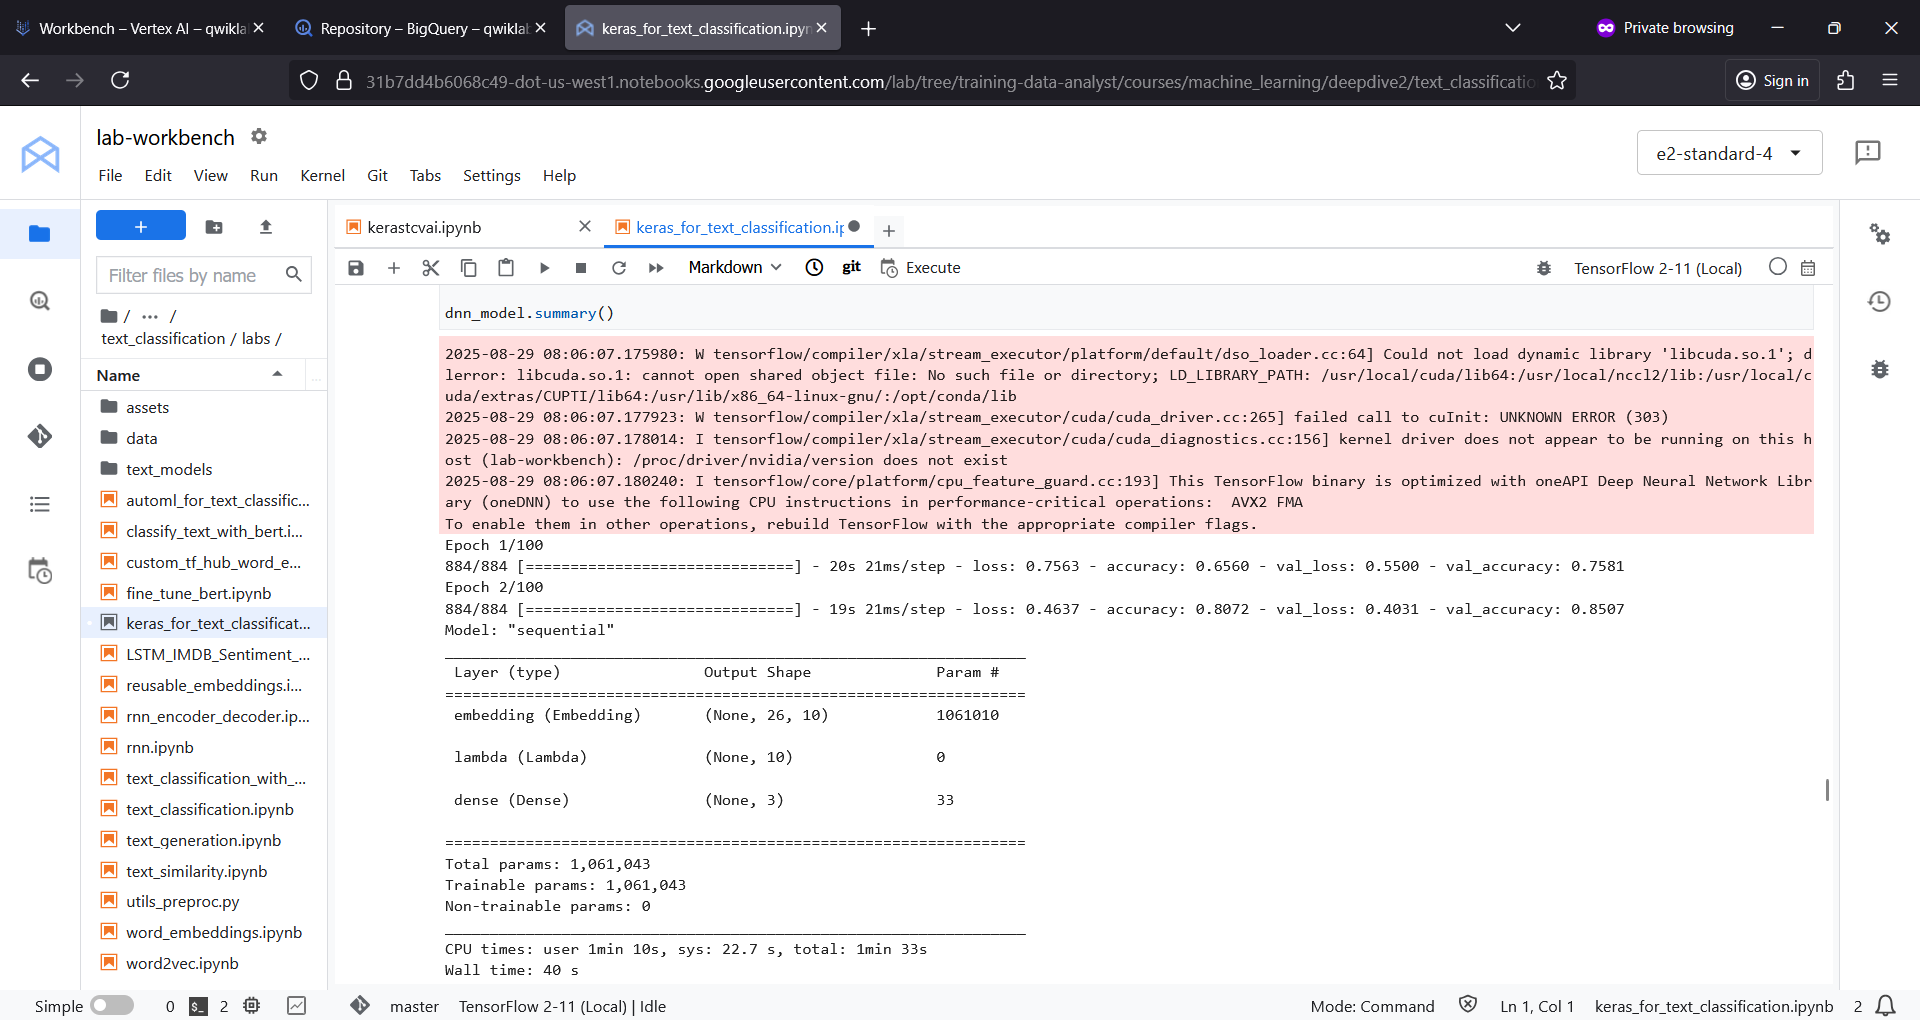 Workbench – Vertex AI – qwikla
Repository – BigQuery – qwiklab
keras_for_text_classification.ipyn
Private browsing
31b7dd4b6068c49-dot-us-west1.notebooks.googleusercontent.com/lab/tree/training-data-analyst/courses/machine_learning/deepdive2/text_classificatio
Sign in
lab-workbench
e2-standard-4
File Edit View Run Kernel Git Tabs Settings Help
+
Filter files by name
/ ... /
text_classification / labs /
Name
...
assets
data
text_models
automl_for_text_classific...
classify_text_with_bert.i...
custom_tf_hub_word_e...
fine_tune_bert.ipynb
keras_for_text_classificat...
LSTM_IMDB_Sentiment_...
reusable_embeddings.i...
rnn_encoder_decoder.ip...
rnn.ipynb
text_classification_with_...
text_classification.ipynb
text_generation.ipynb
text_similarity.ipynb
utils_preproc.py
word_embeddings.ipynb
word2vec.ipynb
kerastcvai.ipynb
keras_for_text_classification.ip
Markdown git Execute TensorFlow 2-11 (Local)
dnn_model.summary()
2025-08-29 08:06:07.175980: W tensorflow/compiler/xla/stream_executor/platform/default/dso_loader.cc:64] Could not load dynamic library 'libcuda.so.1'; d
lerror: libcuda.so.1: cannot open shared object file: No such file or directory; LD_LIBRARY_PATH: /usr/local/cuda/lib64:/usr/local/nccl2/lib:/usr/local/c
uda/extras/CUPTI/lib64:/usr/lib/x86_64-linux-gnu/:/opt/conda/lib
2025-08-29 08:06:07.177923: W tensorflow/compiler/xla/stream_executor/cuda/cuda_driver.cc:265] failed call to cuInit: UNKNOWN ERROR (303)
2025-08-29 08:06:07.178014: I tensorflow/compiler/xla/stream_executor/cuda/cuda_diagnostics.cc:156] kernel driver does not appear to be running on this h
ost (lab-workbench): /proc/driver/nvidia/version does not exist
2025-08-29 08:06:07.180240: I tensorflow/core/platform/cpu_feature_guard.cc:193] This TensorFlow binary is optimized with oneAPI Deep Neural Network Libr
ary (oneDNN) to use the following CPU instructions in performance-critical operations:  AVX2 FMA
To enable them in other operations, rebuild TensorFlow with the appropriate compiler flags.
Epoch 1/100
884/884 [==============================] - 20s 21ms/step - loss: 0.7563 - accuracy: 0.6560 - val_loss: 0.5500 - val_accuracy: 0.7581
Epoch 2/100
884/884 [==============================] - 19s 21ms/step - loss: 0.4637 - accuracy: 0.8072 - val_loss: 0.4031 - val_accuracy: 0.8507
Model: "sequential"
_________________________________________________________________
Layer (type) Output Shape Param #
=================================================================
embedding (Embedding) (None, 26, 10) 1061010
lambda (Lambda) (None, 10) 0
dense (Dense) (None, 3) 33
=================================================================
Total params: 1,061,043
Trainable params: 1,061,043
Non-trainable params: 0
_________________________________________________________________
CPU times: user 1min 10s, sys: 22.7 s, total: 1min 33s
Wall time: 40 s
Simple 0 $_ 2 master TensorFlow 2-11 (Local) | Idle Mode: Command Ln 1, Col 1 keras_for_text_classification.ipynb 2